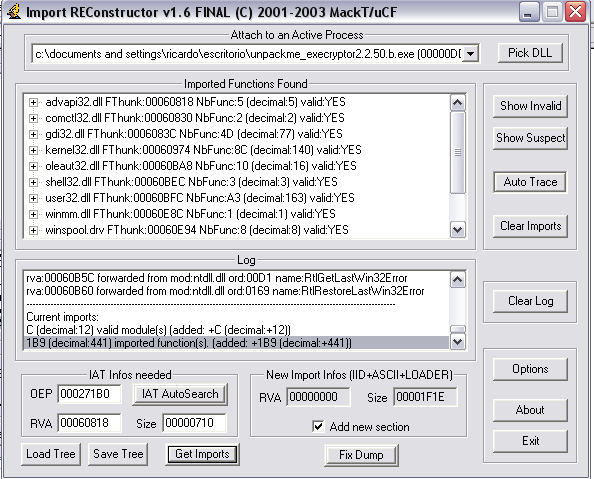 Import REConstructor v1.6 FINAL (C) 2001-2003 MackT/uCF
Attach to an Active Process
c:\documents and settings\ricardo\escritorio\unpackme_execryptor2.2.50.b.exe (00000DD
Pick DLL
Imported Functions Found
advapi32.dll FThunk:00060818 NbFunc:5 (decimal:5) valid:YES
comctl32.dll FThunk:00060830 NbFunc:2 (decimal:2) valid:YES
gdi32.dll FThunk:0006083C NbFunc:4D (decimal:77) valid:YES
kernel32.dll FThunk:00060974 NbFunc:8C (decimal:140) valid:YES
oleaut32.dll FThunk:00060BA8 NbFunc:10 (decimal:16) valid:YES
shell32.dll FThunk:00060BEC NbFunc:3 (decimal:3) valid:YES
user32.dll FThunk:00060BFC NbFunc:A3 (decimal:163) valid:YES
winmm.dll FThunk:00060E8C NbFunc:1 (decimal:1) valid:YES
winspool.drv FThunk:00060E94 NbFunc:8 (decimal:8) valid:YES
Show Invalid
Show Suspect
Auto Trace
Clear Imports
Log
rva:00060B5C forwarded from mod:ntdll.dll ord:00D1 name:RtlGetLastWin32Error
rva:00060B60 forwarded from mod:ntdll.dll ord:0169 name:RtlRestoreLastWin32Error
---------------------------------------------------------------------------
Current imports:
C (decimal:12) valid module(s) (added: +C (decimal:+12))
1B9 (decimal:441) imported function(s). (added: +1B9 (decimal:+441))
Clear Log
IAT Infos needed
OEP 000271B0 IAT AutoSearch
RVA 00060818 Size 00000710
New Import Infos (IID+ASCII+LOADER)
RVA 00000000 Size 00001F1E
Add new section
Options
About
Exit
Load Tree
Save Tree
Get Imports
Fix Dump